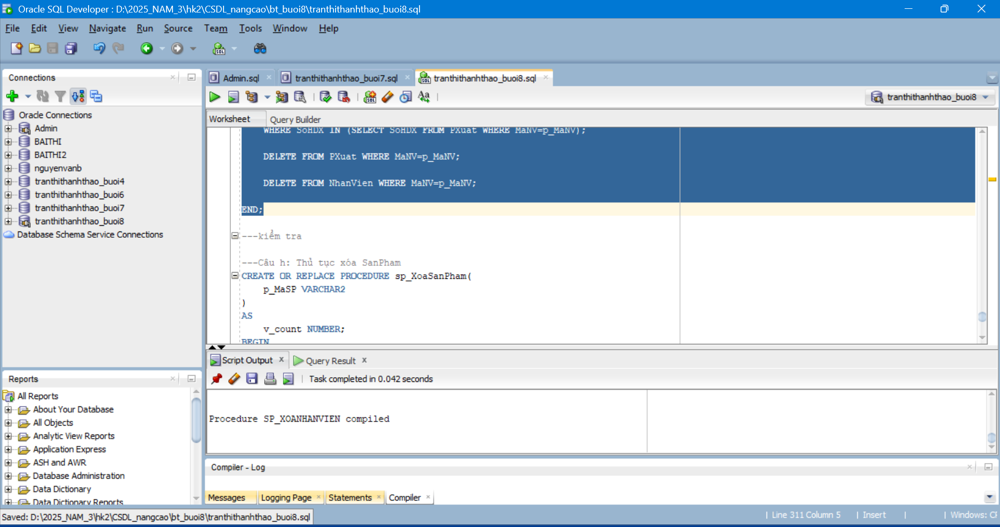 Oracle SQL Developer : D:\2025_NAM_3\hk2\CSDL_nangcao\bt_buoi8\tranthithanhthao_buoi8.sql
File Edit View Navigate Run Source Team Tools Window Help
Connections
Oracle Connections
Admin
BAITHI
BAITHI2
nguyenvanb
tranthithanhthao_buoi4
tranthithanhthao_buoi6
tranthithanhthao_buoi7
tranthithanhthao_buoi8
Database Schema Service Connections
Reports
All Reports
About Your Database
All Objects
Analytic View Reports
Application Express
ASH and AWR
Database Administration
Data Dictionary
Data Dictionary Reports
Admin.sql tranthithanhthao_buoi7.sql tranthithanhthao_buoi8.sql
tranthithanhthao_buoi8
Worksheet Query Builder
WHERE SoHDX IN (SELECT SoHDX FROM PXuat WHERE MaNV=p_MaNV);
DELETE FROM PXuat WHERE MaNV=p_MaNV;
DELETE FROM NhanVien WHERE MaNV=p_MaNV;
END;
---kiểm tra
---Câu h: Thủ tục xóa SanPham
CREATE OR REPLACE PROCEDURE sp_XoaSanPham(
p_MaSP VARCHAR2
)
AS
v_count NUMBER;
BEGIN
Script Output Query Result
Task completed in 0.042 seconds
Procedure SP_XOANHANVIEN compiled
Compiler - Log
Messages Logging Page Statements Compiler
Saved: D:\2025_NAM_3\hk2\CSDL_nangcao\bt_buoi8\tranthithanhthao_buoi8.sql
Line 311 Column 5 Insert Windows: